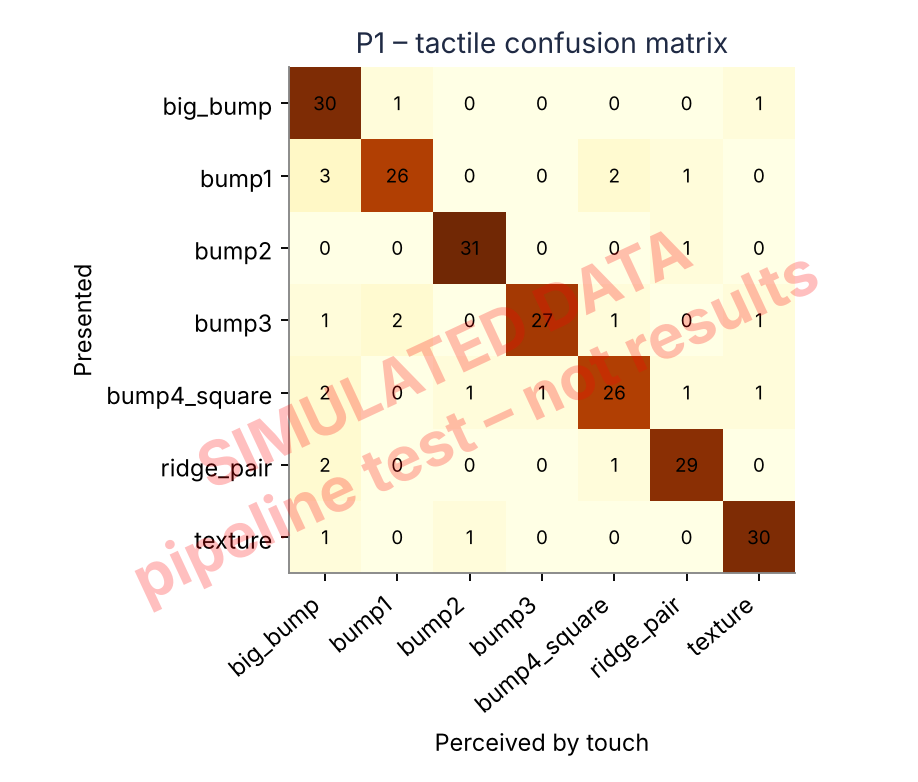 P1 – tactile confusion matrix
Presented
big_bump 30 1 0 0 0 0 1
bump1 3 26 0 0 2 1 0
bump2 0 0 31 0 0 1 0
bump3 1 2 0 27 1 0 1
bump4_square 2 0 1 1 26 1 1
ridge_pair 2 0 0 0 1 29 0
texture 1 0 1 0 0 0 30
big_bump bump1 bump2 bump3 bump4_square ridge_pair texture
Perceived by touch
SIMULATED DATA
pipeline test – not results